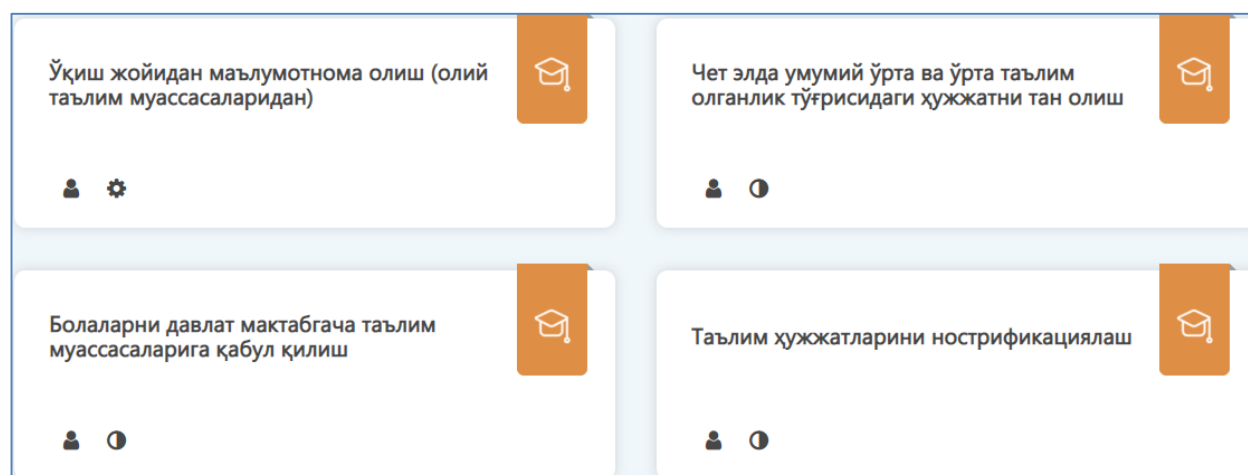 Ўқиш жойидан маълумотнома олиш (олий
таълим муассасаларидан)
Чет элда умумий ўрта ва ўрта таълим
олганлик тўғрисидаги ҳужжатни тан олиш
Болаларни давлат мактабгача таълим
муассасаларига қабул қилиш
Таълим ҳужжатларини нострификациялаш